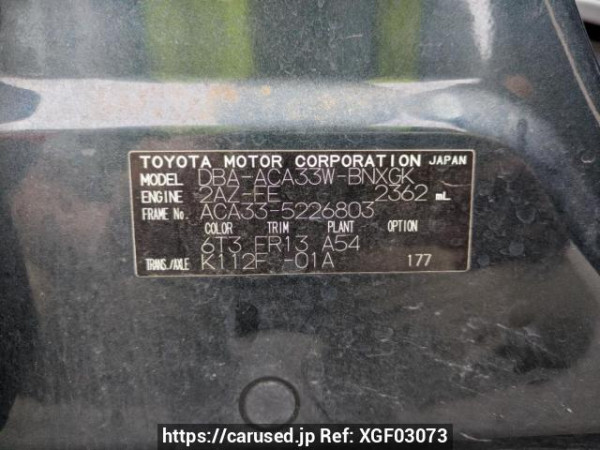 TOYOTA MOTOR CORPORATION JAPAN
MODEL DBA-ACA33W-BNXGK
ENGINE 2AZ-FE 2362 mL
FRAME No. ACA33-5226803
COLOR TRIM PLANT OPTION
6T3 FR13 A54
TRANS./AXLE K112F -01A 177
https://carused.jp Ref: XGF03073